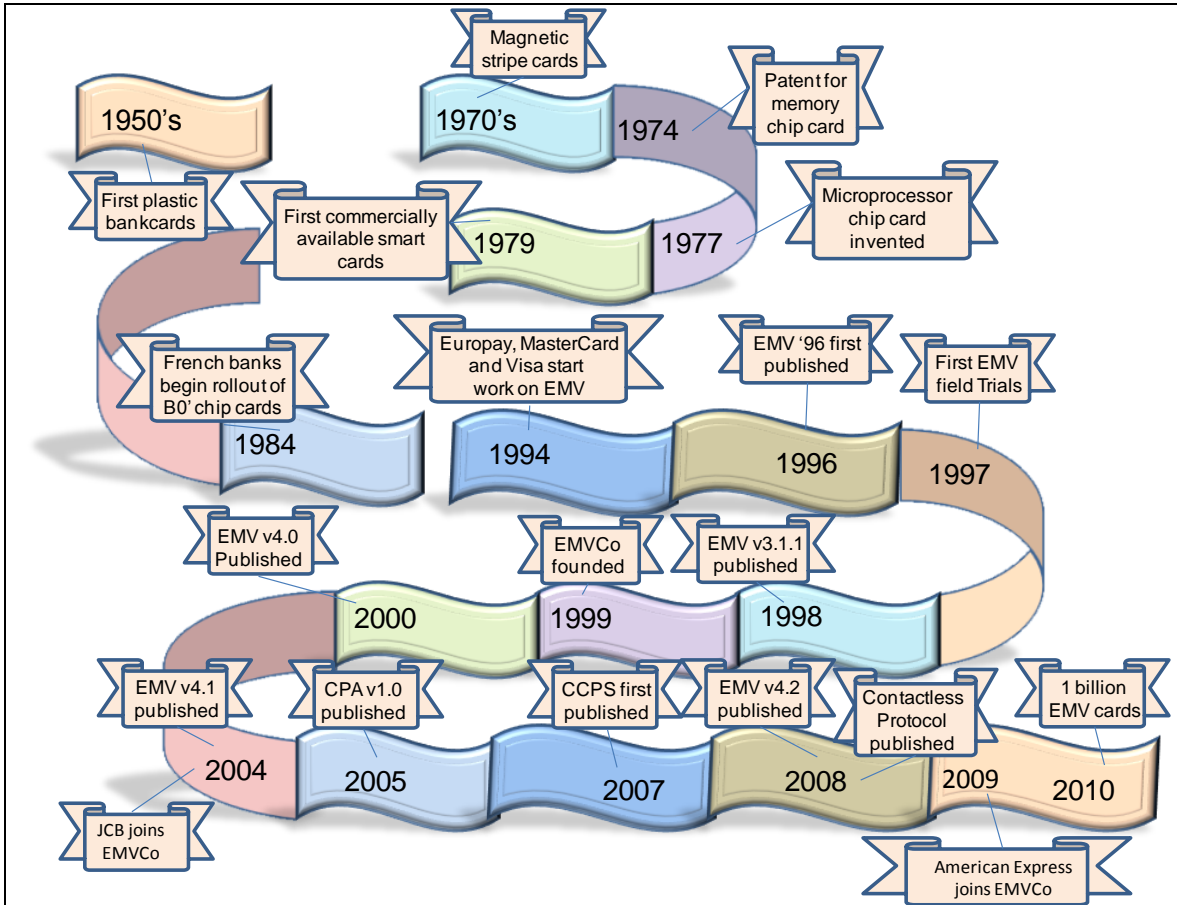 1950's
First plastic
bankcards
Magnetic
stripe cards
1970's
Patent for
memory
chip card
1974
Microprocessor
chip card
invented
1977
First commercially
available smart
cards
1979
French banks
begin rollout of
B0' chip cards
1984
Europay, MasterCard
and Visa start
work on EMV
1994
EMV ‘96 first
published
1996
First EMV
field Trials
1997
EMV v3.1.1
published
1998
EMVCo
founded
1999
EMV v4.0
Published
2000
EMV v4.1
published
2004
JCB joins
EMVCo
CPA v1.0
published
2005
CCPS first
published
2007
EMV v4.2
published
2008
Contactless
Protocol
published
2009
American Express
joins EMVCo
1 billion
EMV cards
2010